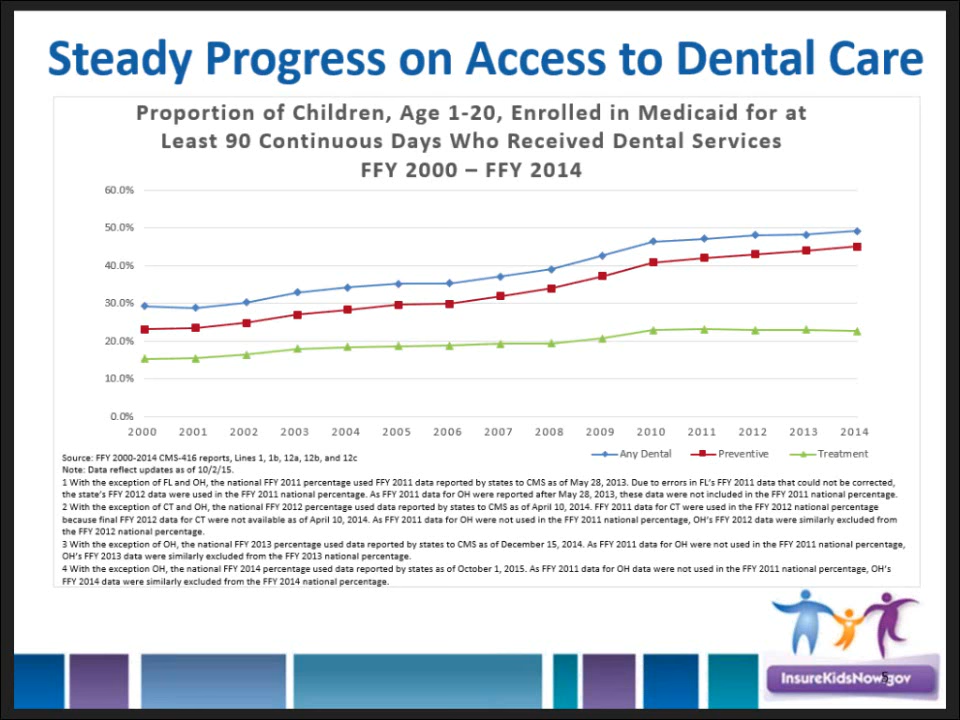 Steady Progress on Access to Dental Care
Proportion of Children, Age 1-20, Enrolled in Medicaid for at
Least 90 Continuous Days Who Received Dental Services
FFY 2000 – FFY 2014
60.0%
50.0%
40.0%
30.0%
20.0%
10.0%
0.0%
2000 2001 2002 2003 2004 2005 2006 2007 2008 2009 2010 2011 2012 2013 2014
Any Dental Preventive Treatment
Source: FFY 2000-2014 CMS-416 reports, Lines 1, 1b, 12a, 12b, and 12c
Note: Data reflect updates as of 10/2/15.
1 With the exception of FL and OH, the national FFY 2011 percentage used FFY 2011 data reported by states to CMS as of May 28, 2013. Due to errors in FL's FFY 2011 data that could not be corrected,
the state's FFY 2012 data were used in the FFY 2011 national percentage. As FFY 2011 data for OH were reported after May 28, 2013, these data were not included in the FFY 2011 national percentage.
2 With the exception of CT and OH, the national FFY 2012 percentage used data reported by states to CMS as of April 10, 2014. FFY 2011 data for CT were used in the FFY 2012 national percentage
because final FFY 2012 data for CT were not available as of April 10, 2014. As FFY 2011 data for OH were not used in the FFY 2011 national percentage, OH's FFY 2012 data were similarly excluded from
the FFY 2012 national percentage.
3 With the exception of OH, the national FFY 2013 percentage used data reported by states to CMS as of December 15, 2014. As FFY 2011 data for OH were not used in the FFY 2011 national percentage,
OH's FFY 2013 data were similarly excluded from the FFY 2013 national percentage.
4 With the exception OH, the national FFY 2014 percentage used data reported by states as of October 1, 2015. As FFY 2011 data for OH data were not used in the FFY 2011 national percentage, OH's
FFY 2014 data were similarly excluded from the FFY 2014 national percentage.
InsureKidsNow.gov
5